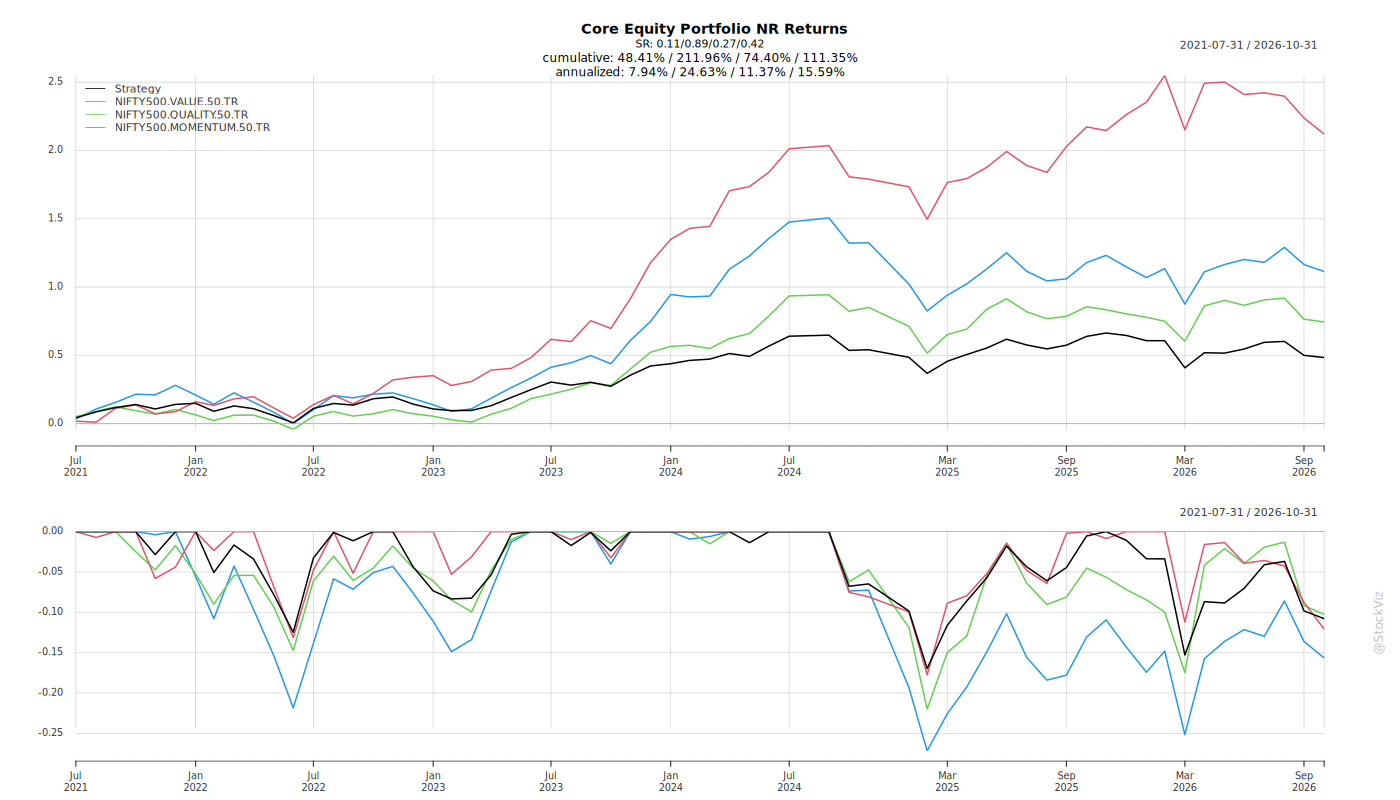 Core Equity Portfolio NR Returns
SR: 0.11/0.89/0.27/0.42
cumulative: 48.41% / 211.96% / 74.40% / 111.35%
annualized: 7.94% / 24.63% / 11.37% / 15.59%
2021-07-31 / 2026-10-31
Strategy
NIFTY500.VALUE.50.TR
NIFTY500.QUALITY.50.TR
NIFTY500.MOMENTUM.50.TR
2.5
2.0
1.5
1.0
0.5
0.0
Jul Jan Jul Jan Jul Jan Jul Mar Sep Mar Sep
2021 2022 2022 2023 2023 2024 2024 2025 2025 2026 2026
2021-07-31 / 2026-10-31
0.00
-0.05
-0.10
-0.15
-0.20
-0.25
Jul Jan Jul Jan Jul Jan Jul Mar Sep Mar Sep
2021 2022 2022 2023 2023 2024 2024 2025 2025 2026 2026
@StockViz